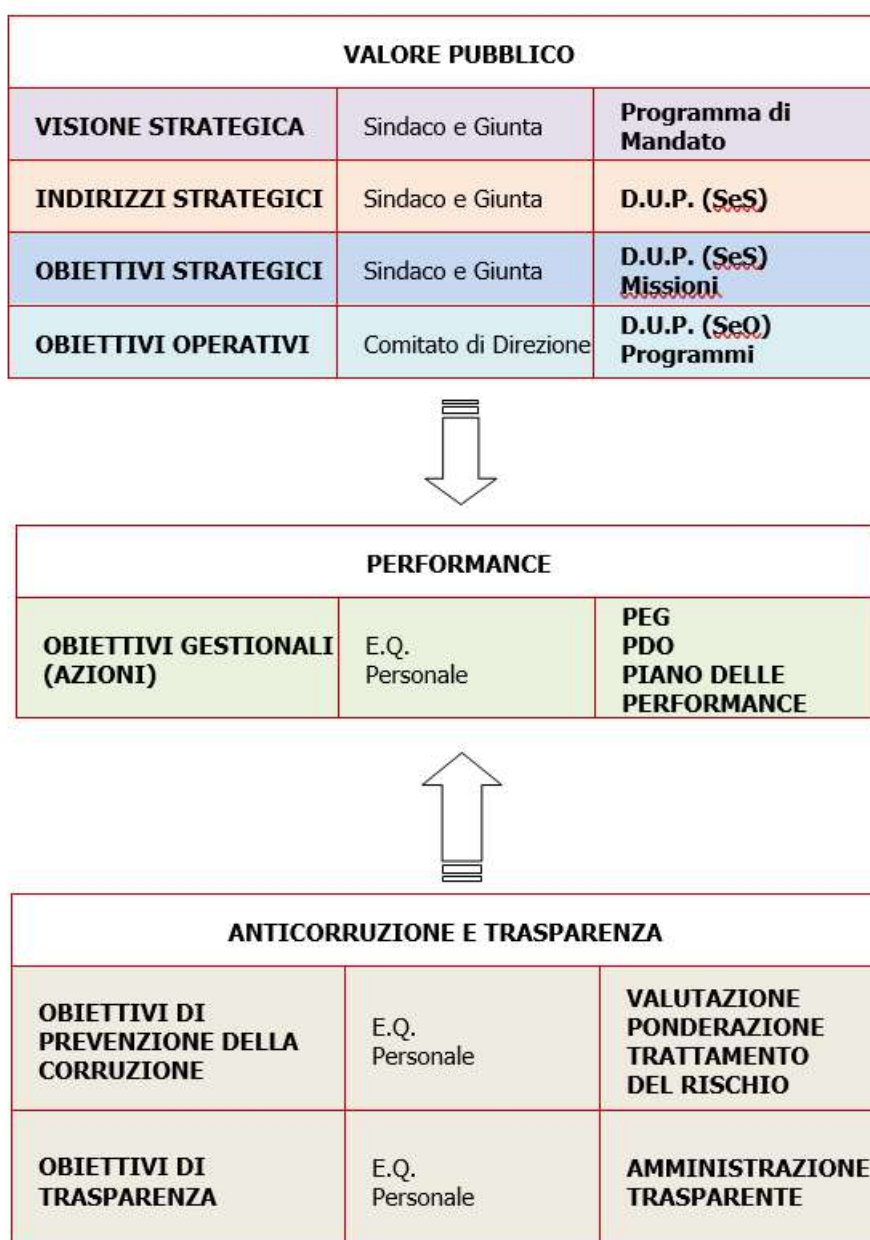 VALORE PUBBLICO
VISIONE STRATEGICA
Sindaco e Giunta
Programma di
Mandato
INDIRIZZI STRATEGICI
Sindaco e Giunta
D.U.P. (SeS)
OBIETTIVI STRATEGICI
Sindaco e Giunta
D.U.P. (SeS)
Missioni
OBIETTIVI OPERATIVI
Comitato di Direzione
D.U.P. (SeO)
Programmi
PERFORMANCE
OBIETTIVI GESTIONALI
(AZIONI)
E.Q.
Personale
PEG
PDO
PIANO DELLE
PERFORMANCE
ANTICORRUZIONE E TRASPARENZA
OBIETTIVI DI
PREVENZIONE DELLA
CORRUZIONE
E.Q.
Personale
VALUTAZIONE
PONDERAZIONE
TRATTAMENTO
DEL RISCHIO
OBIETTIVI DI
TRASPARENZA
E.Q.
Personale
AMMINISTRAZIONE
TRASPARENTE